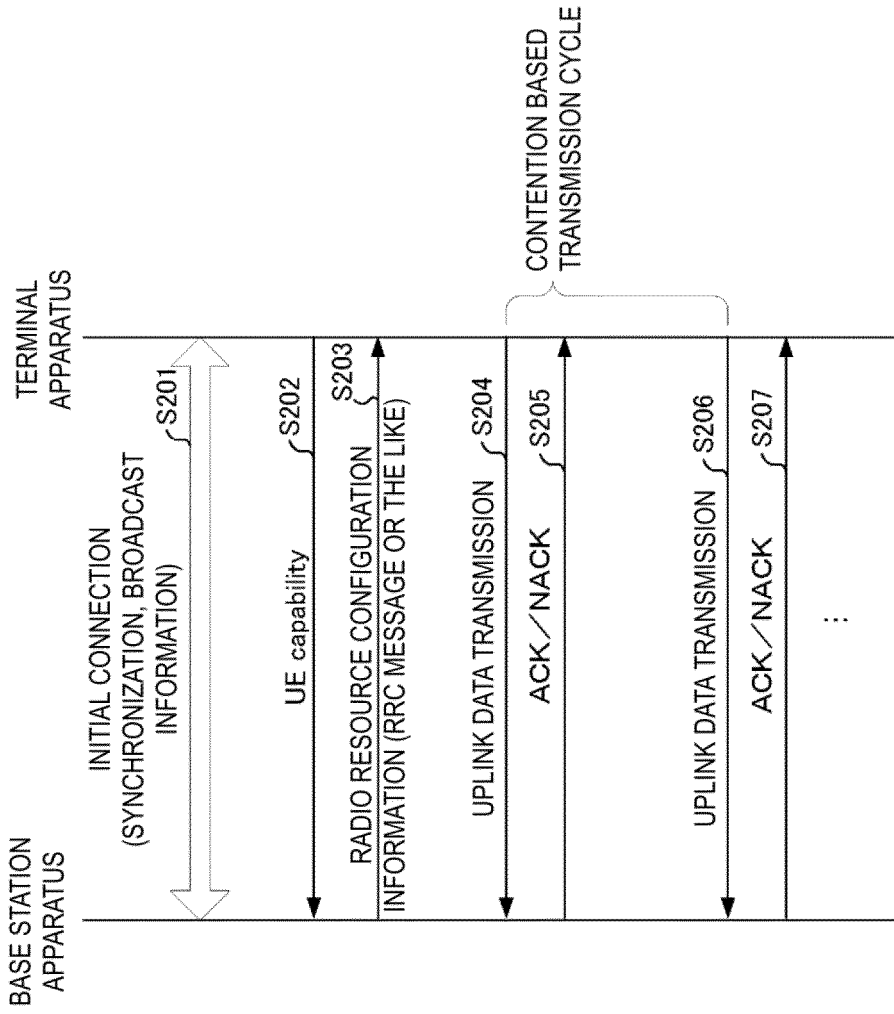 BASE STATION
APPARATUS
TERMINAL
APPARATUS
INITIAL CONNECTION
(SYNCHRONIZATION, BROADCAST
INFORMATION)
S201
UE capability
S202
RADIO RESOURCE CONFIGURATION
INFORMATION (RRC MESSAGE OR THE LIKE)
S203
UPLINK DATA TRANSMISSION
S204
ACK/NACK
S205
CONTENTION BASED
TRANSMISSION CYCLE
UPLINK DATA TRANSMISSION
S206
ACK/NACK
S207
...